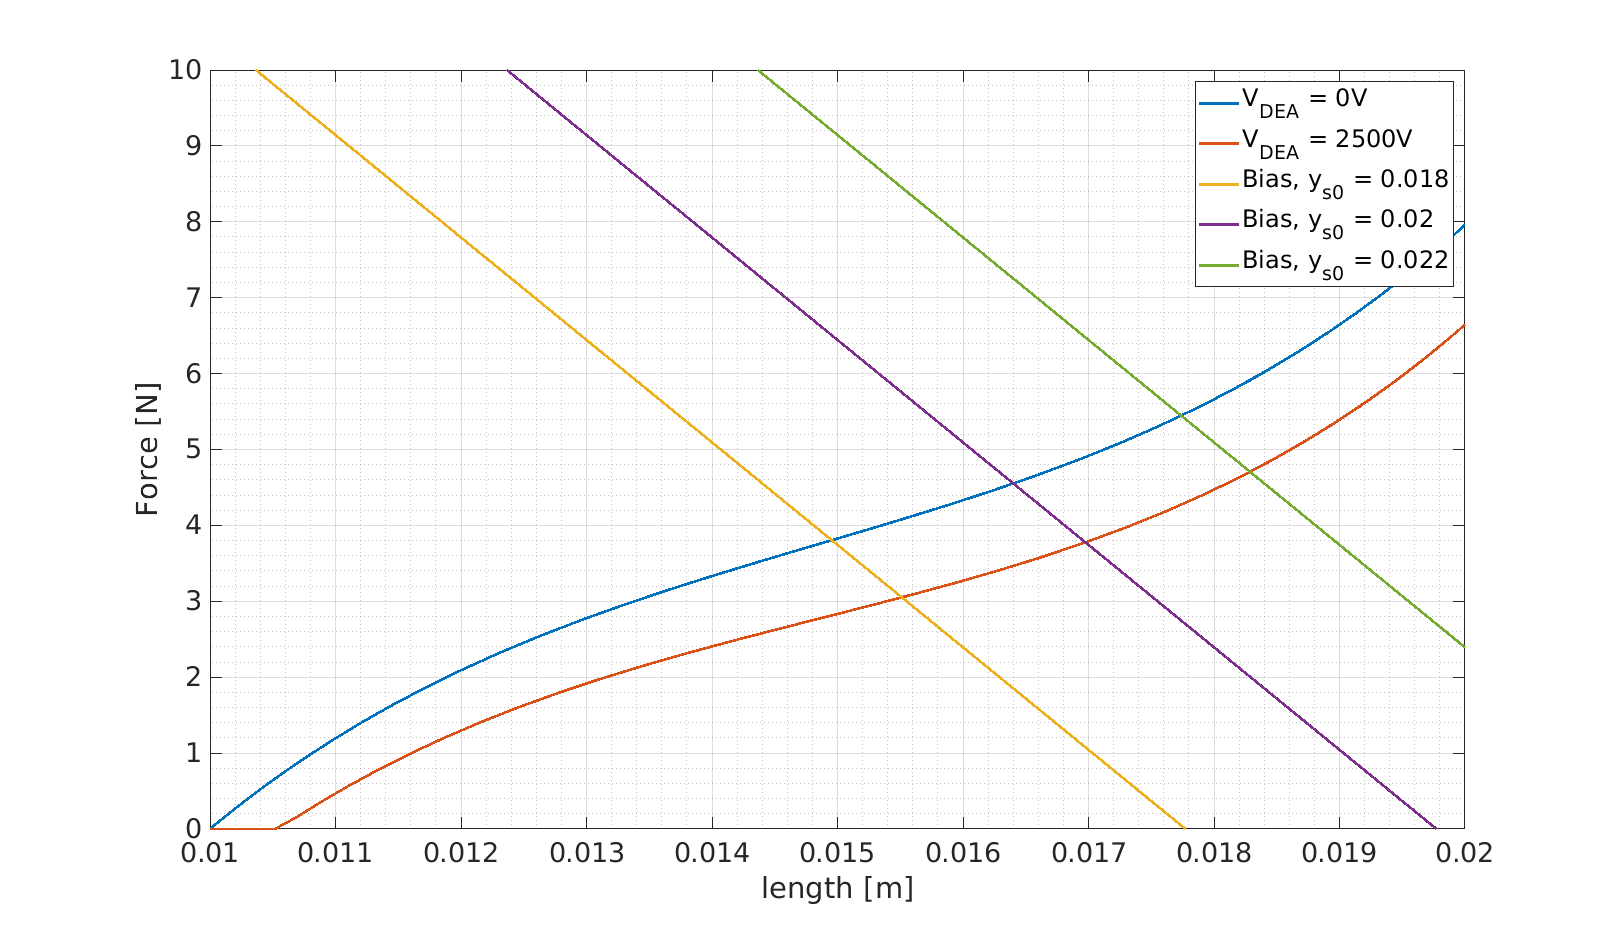 10
9
8
7
6
5
4
3
2
1
0
Force [N]
V_DEA = 0V
V_DEA = 2500V
Bias, y_s0 = 0.018
Bias, y_s0 = 0.02
Bias, y_s0 = 0.022
0.01 0.011 0.012 0.013 0.014 0.015 0.016 0.017 0.018 0.019 0.02
length [m]